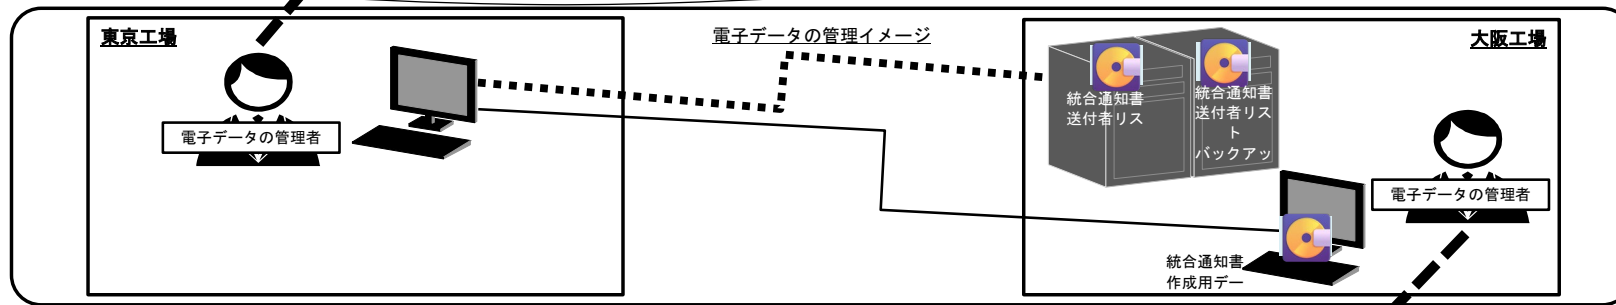 電子データの管理イメージ
東京工場
電子データの管理者
大阪工場
統合通知書
送付者リス
統合通知書
送付者リス
ト
バックアッ
電子データの管理者
統合通知書
作成用デー